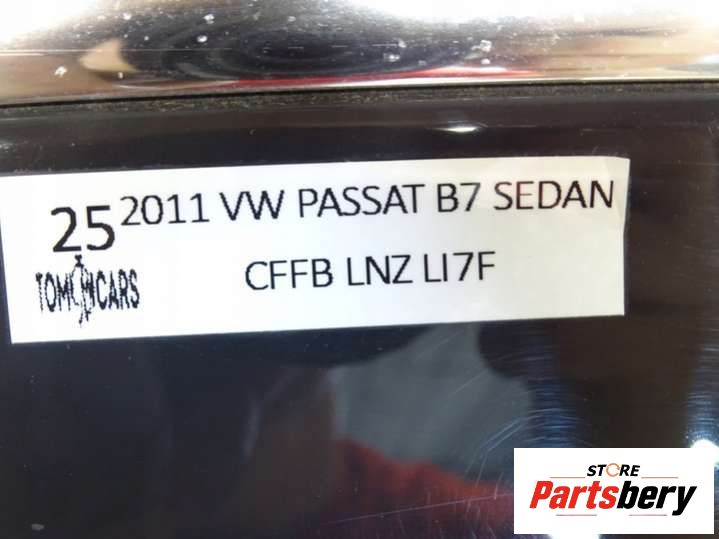 25 2011 VW PASSAT B7 SEDAN
TOM CARS
CFFB LNZ LI7F
STORE
Partsbery